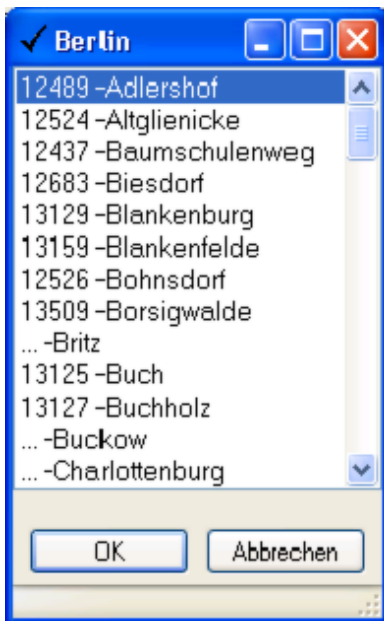 Berlin
12489 -Adlershof
12524 -Altglienicke
12437 -Baumschulenweg
12683 -Biesdorf
13129 -Blankenburg
13159 -Blankenfelde
12526 -Bohnsdorf
13509 -Borsigwalde
... -Britz
13125 -Buch
13127 -Buchholz
... -Buckow
... -Charlottenburg
OK Abbrechen